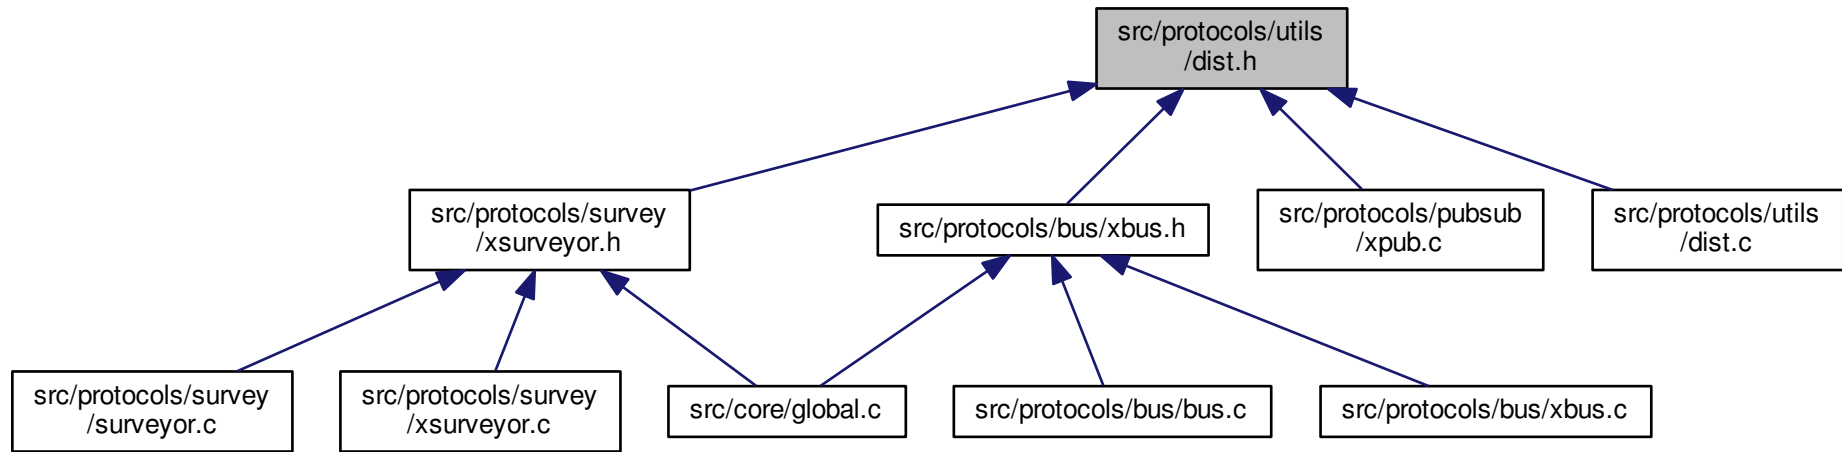 src/protocols/utils
/dist.h
src/protocols/survey
/xsurveyor.h
src/protocols/bus/xbus.h
src/protocols/pubsub
/xpub.c
src/protocols/utils
/dist.c
src/protocols/survey
/surveyor.c
src/protocols/survey
/xsurveyor.c
src/core/global.c
src/protocols/bus/bus.c
src/protocols/bus/xbus.c